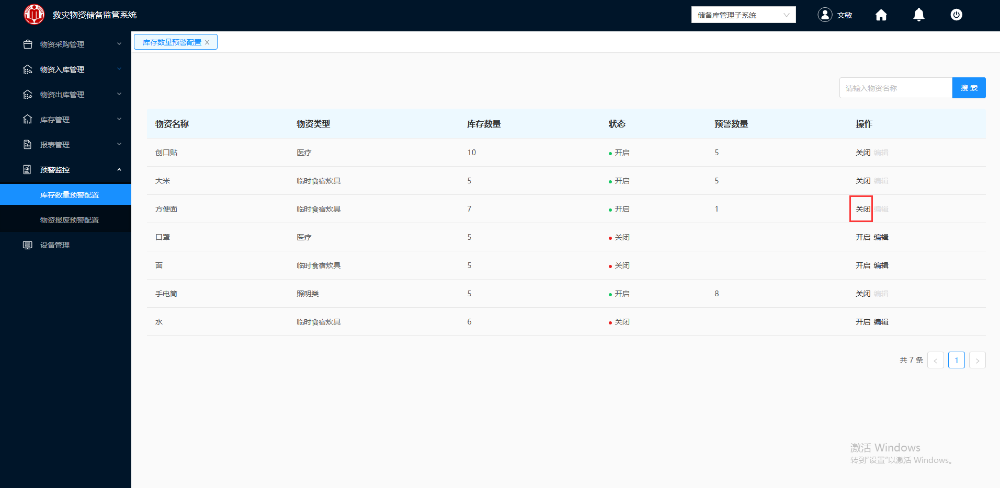 救灾物资储备监管系统
储备库管理子系统
文敏
物资采购管理
物资入库管理
物资出库管理
库存管理
报表管理
预警监控
库存数量预警配置
物资报废预警配置
设备管理
库存数量预警配置
请输入物资名称 搜索
物资名称 物资类型 库存数量 状态 预警数量 操作
创口贴 医疗 10 开启 5 关闭 编辑
大米 临时食宿炊具 5 开启 5 关闭 编辑
方便面 临时食宿炊具 7 开启 1 关闭 编辑
口罩 医疗 5 关闭 开启 编辑
面 临时食宿炊具 5 关闭 开启 编辑
手电筒 照明类 5 开启 8 关闭 编辑
水 临时食宿炊具 6 关闭 开启 编辑
共 7 条 < 1 >
激活 Windows
转到"设置"以激活 Windows。